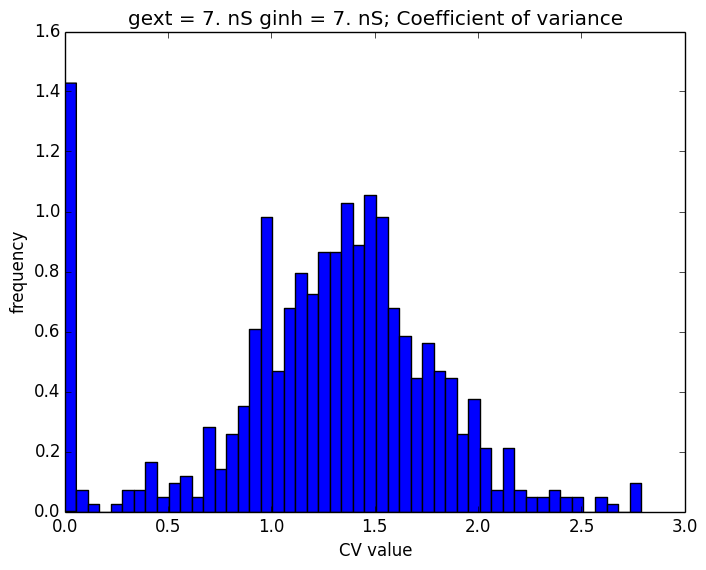 gext = 7. nS ginh = 7. nS; Coefficient of variance
1.6
1.4
1.2
1.0
0.8
0.6
0.4
0.2
0.0
frequency
0.0 0.5 1.0 1.5 2.0 2.5 3.0
CV value